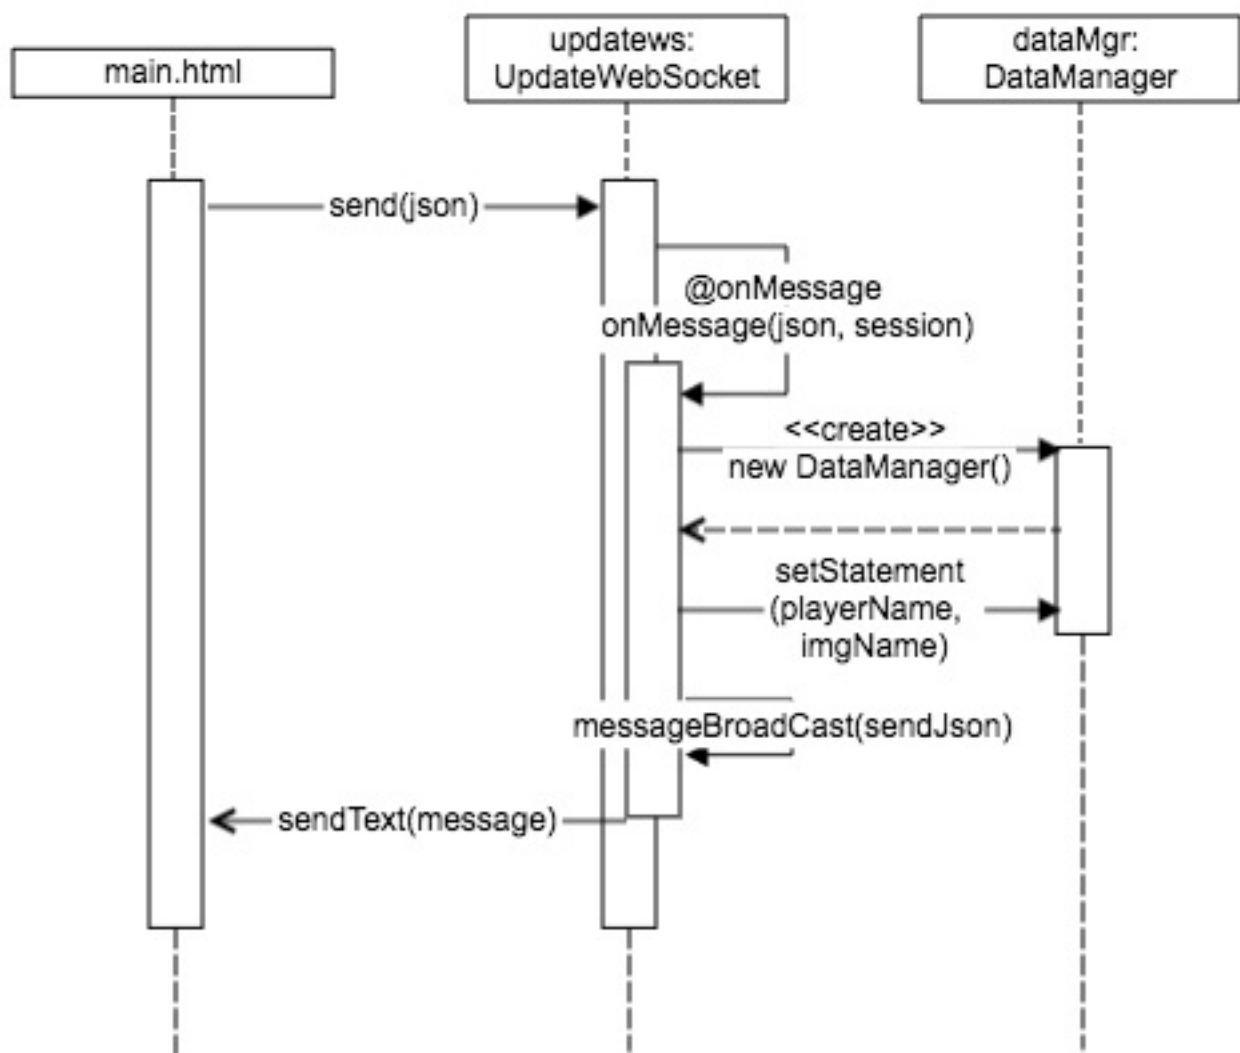 main.html
updatews:
UpdateWebSocket
dataMgr:
DataManager
send(json)
@onMessage
onMessage(json, session)
<<create>>
new DataManager()
setStatement
(playerName,
imgName)
messageBroadCast(sendJson)
sendText(message)